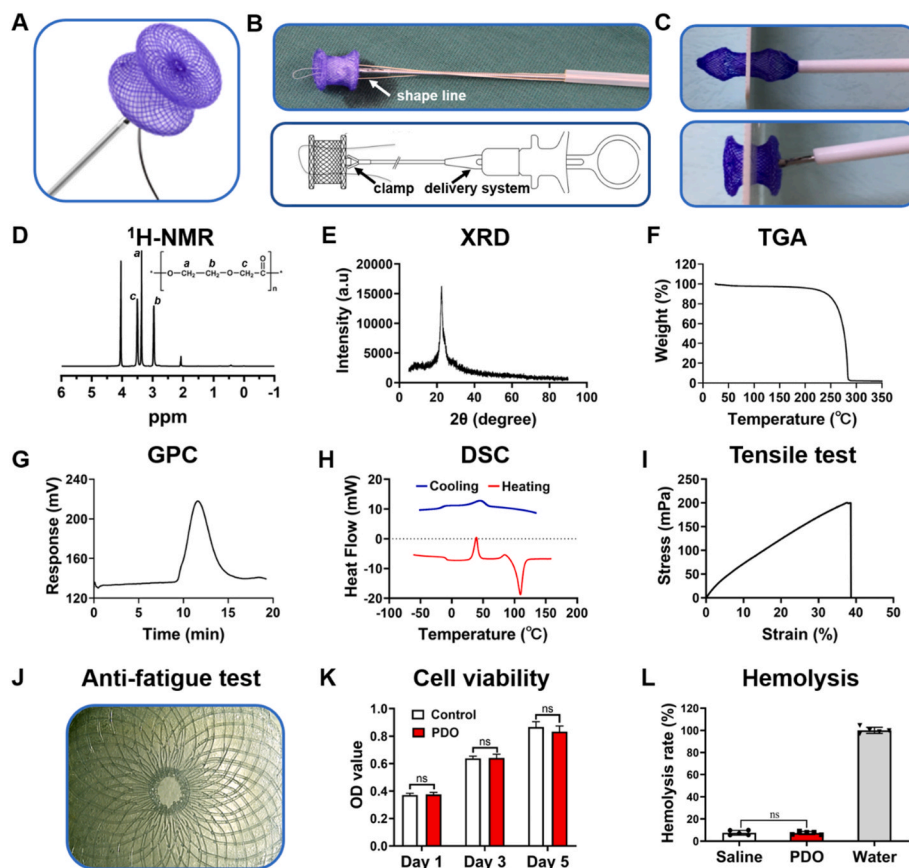 A
B
shape line
clamp
delivery system
C
D
¹H-NMR
a
c
b
a b c O
* O-CH₂-CH₂-O-CH₂-C *
n
6 5 4 3 2 1 0 -1
ppm
E
XRD
Intensity (a.u)
20000
15000
10000
5000
0
0 20 40 60 80 100
2θ (degree)
F
TGA
Weight (%)
120
100
80
60
40
20
0
0 50 100 150 200 250 300 350
Temperature (℃)
G
GPC
Response (mV)
240
200
160
120
0 5 10 15 20
Time (min)
H
DSC
Cooling Heating
Heat Flow (mW)
20
10
0
-10
-20
-100 -50 0 50 100 150 200
Temperature (℃)
I
Tensile test
Stress (mPa)
250
200
150
100
50
0
0 10 20 30 40 50
Strain (%)
J
Anti-fatigue test
K
Cell viability
OD value
1.0
0.8
0.6
0.4
0.2
0.0
Control
PDO
ns
ns
ns
Day 1 Day 3 Day 5
L
Hemolysis
Hemolysis rate (%)
120
100
80
60
40
20
0
ns
Saline PDO Water